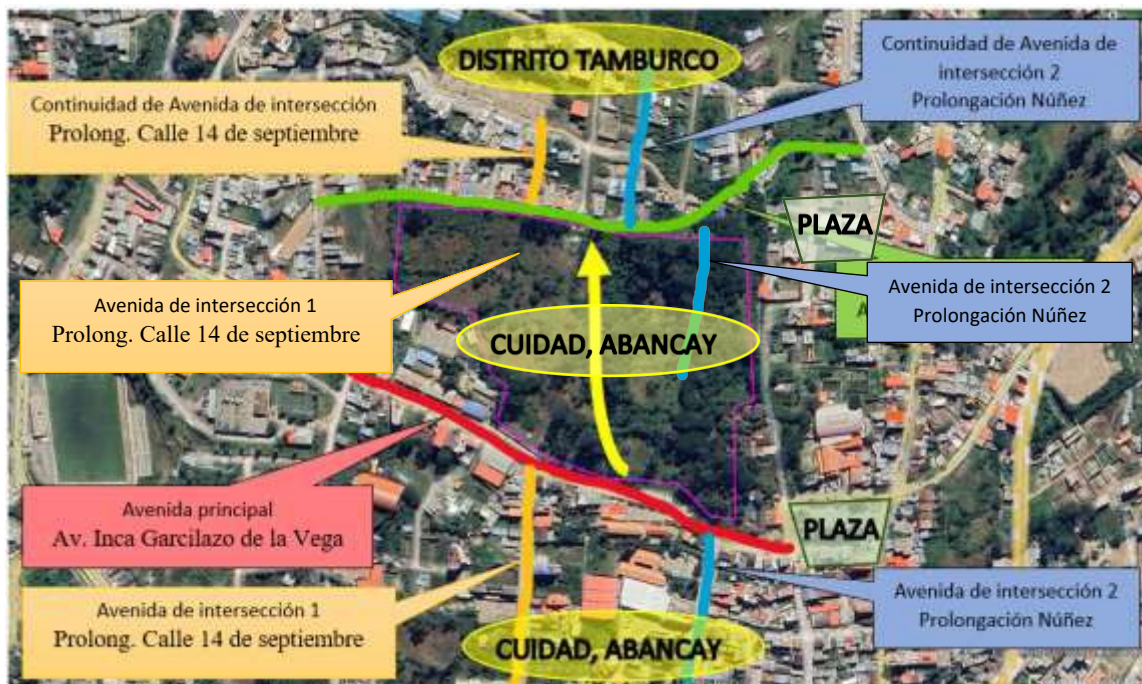 DISTRITO TAMBURCO
Continuidad de Avenida de
intersección 2
Prolongación Núñez
Continuidad de Avenida de intersección
Prolong. Calle 14 de septiembre
PLAZA
Avenida de intersección 1
Prolong. Calle 14 de septiembre
Avenida de intersección 2
Prolongación Núñez
A
CUIDAD, ABANCAY
Avenida principal
Av. Inca Garcilazo de la Vega
PLAZA
Avenida de intersección 1
Prolong. Calle 14 de septiembre
Avenida de intersección 2
Prolongación Núñez
CUIDAD, ABANCAY